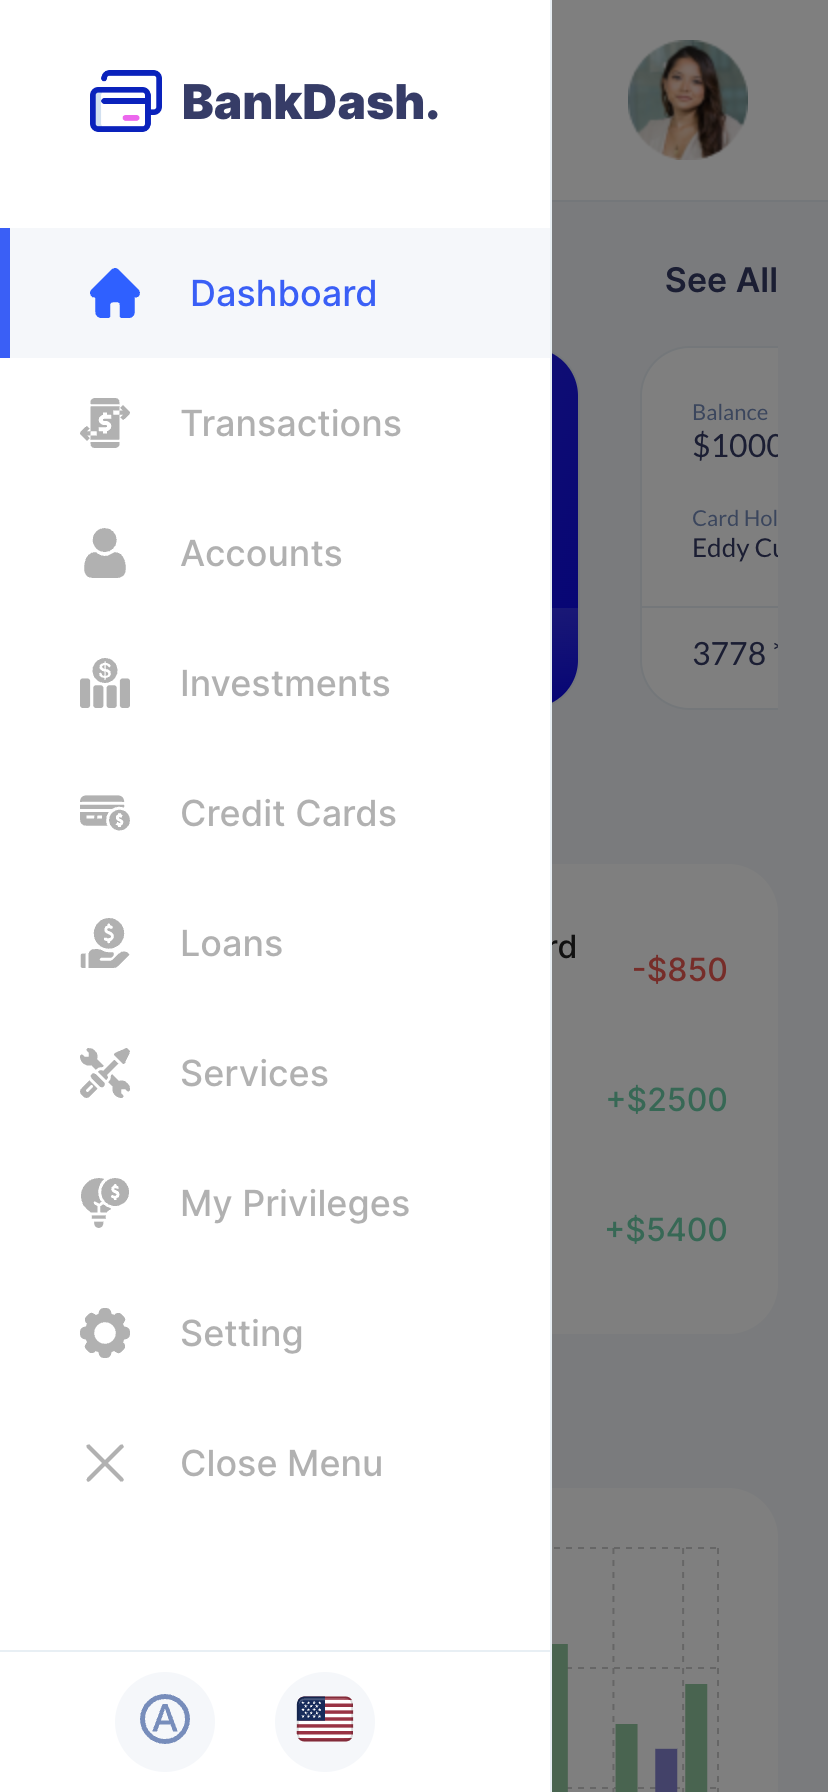 BankDash.
Dashboard
Transactions
Accounts
Investments
Credit Cards
Loans
Services
My Privileges
Setting
Close Menu
A
See All
Balance
$1000
Card Hol
Eddy Cu
3778 *
rd
-$850
+$2500
+$5400